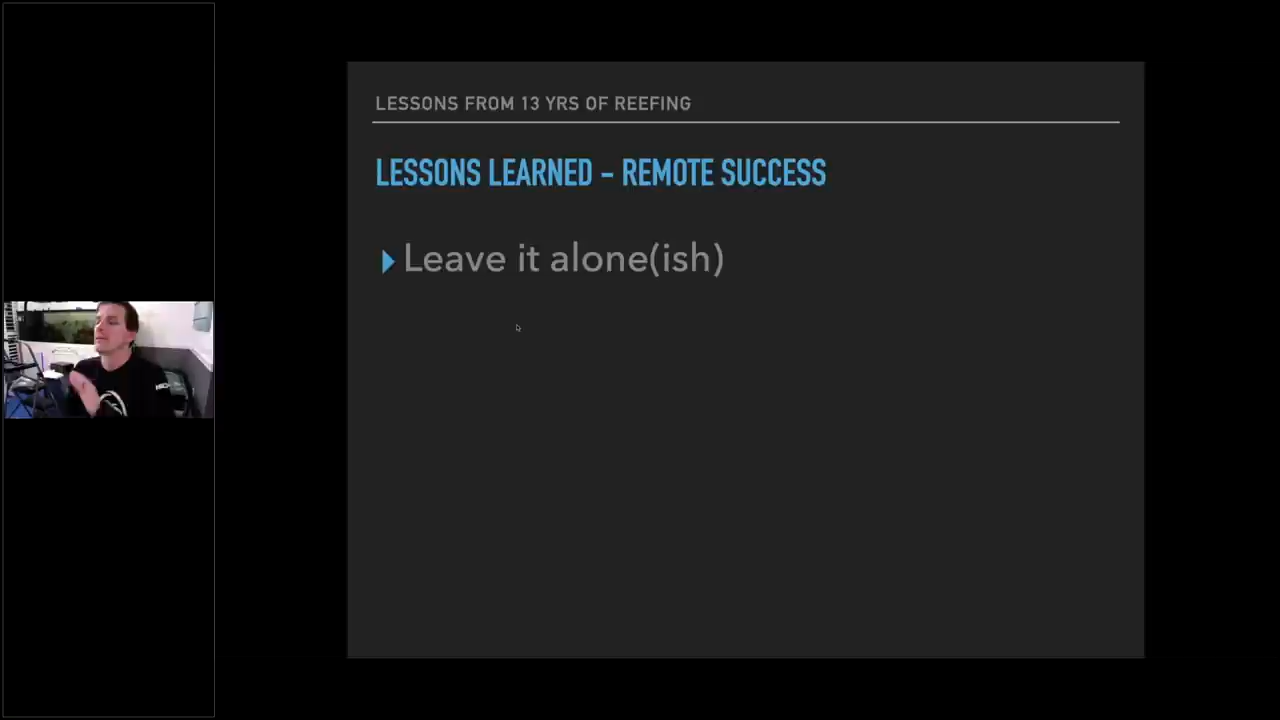 LESSONS FROM 13 YRS OF REEFING
LESSONS LEARNED - REMOTE SUCCESS
Leave it alone(ish)